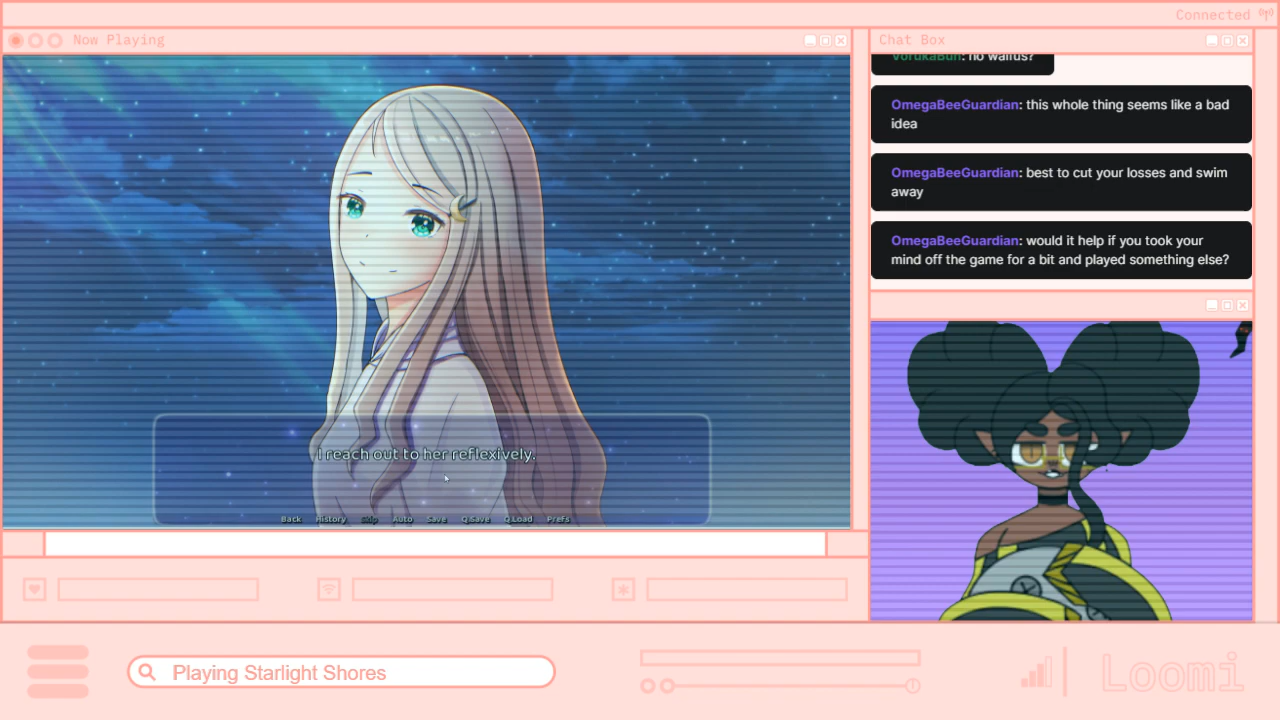 Connected
Now Playing
Chat Box
VorukaBun: no waifus?
OmegaBeeGuardian: this whole thing seems like a bad
idea
OmegaBeeGuardian: best to cut your losses and swim
away
OmegaBeeGuardian: would it help if you took your
mind off the game for a bit and played something else?
I reach out to her reflexively.
Back History Skip Auto Save Q.Save Q.Load Prefs
Playing Starlight Shores
Loomi